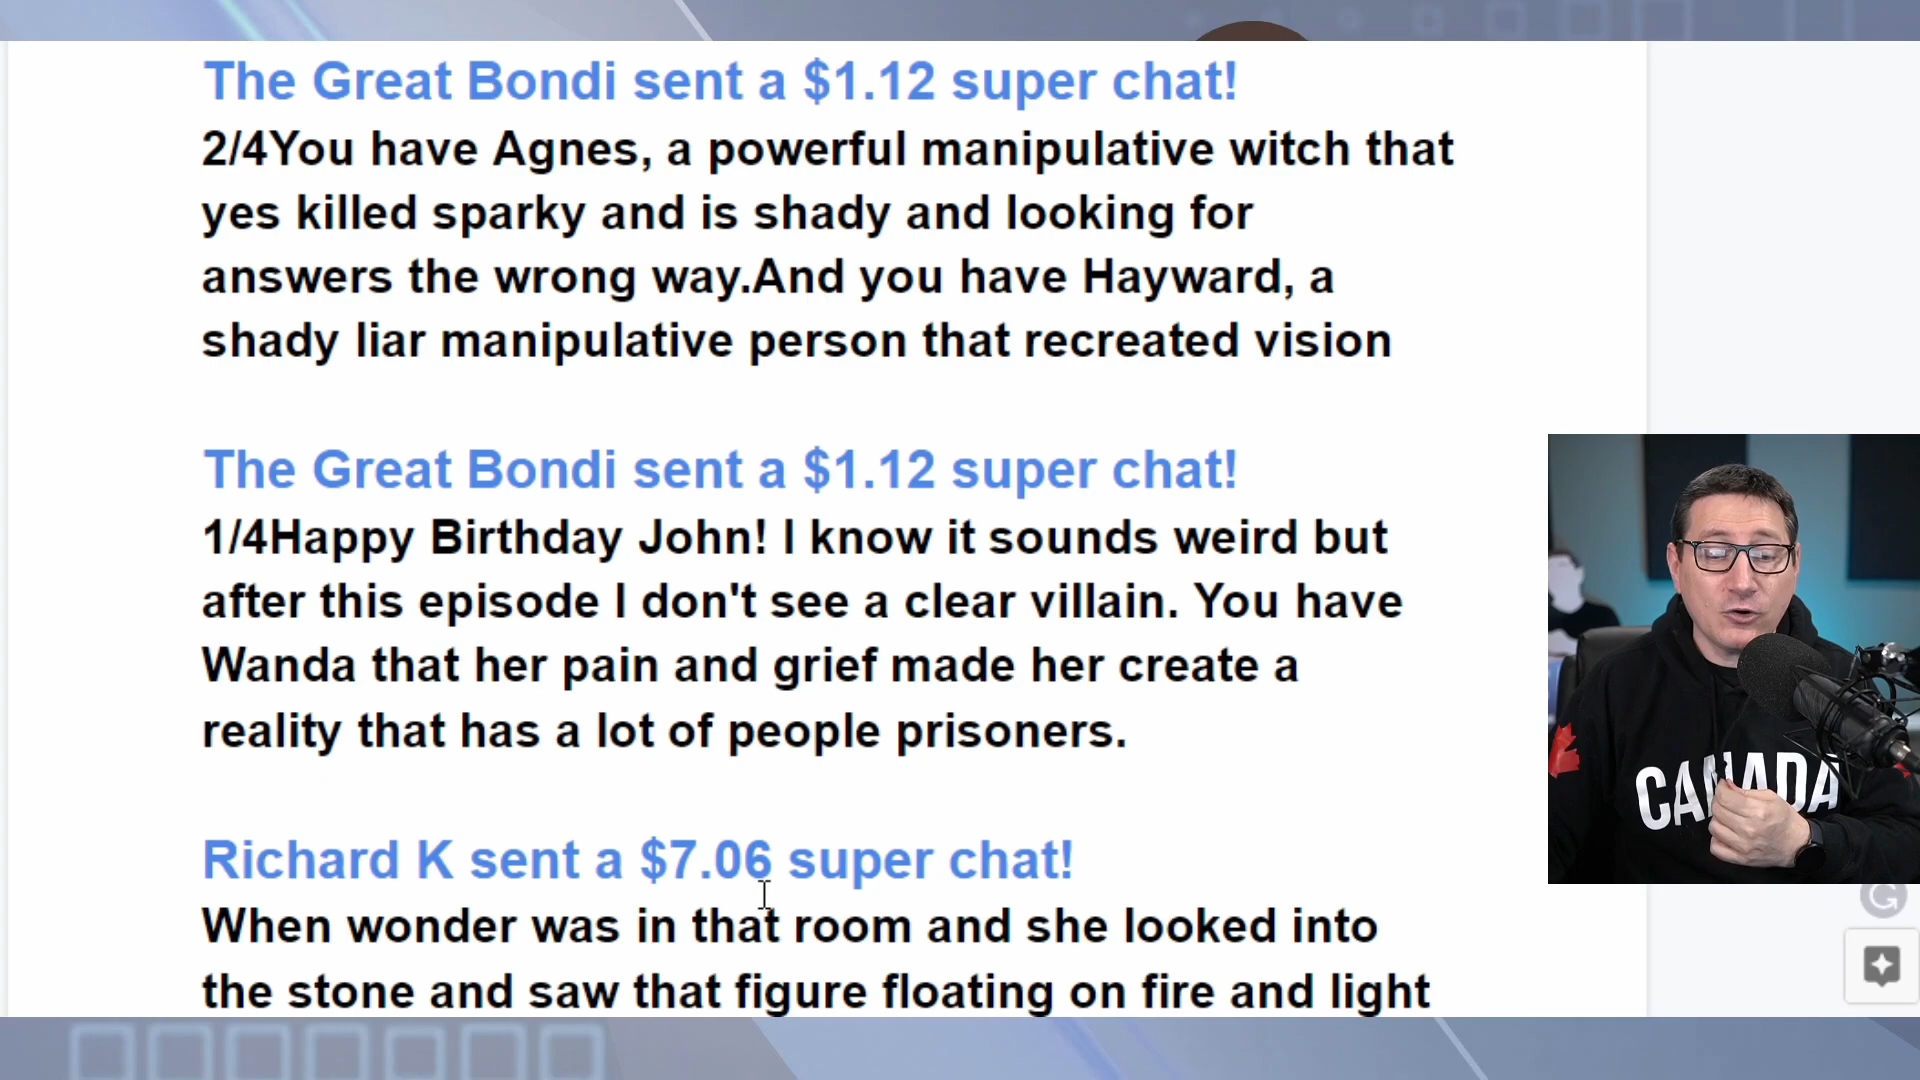 The Great Bondi sent a $1.12 super chat!
2/4You have Agnes, a powerful manipulative witch that
yes killed sparky and is shady and looking for
answers the wrong way.And you have Hayward, a
shady liar manipulative person that recreated vision
The Great Bondi sent a $1.12 super chat!
1/4Happy Birthday John! I know it sounds weird but
after this episode I don't see a clear villain. You have
Wanda that her pain and grief made her create a
reality that has a lot of people prisoners.
CANADA
Richard K sent a $7.06 super chat!
When wonder was in that room and she looked into
the stone and saw that figure floating on fire and light